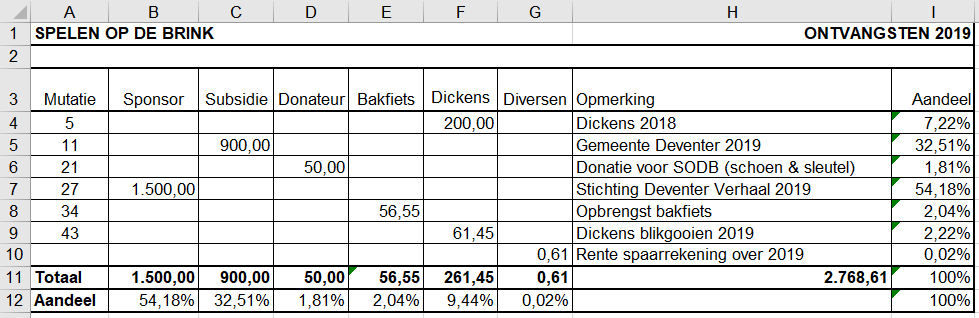 A B C D E F G H I
1 SPELEN OP DE BRINK ONTVANGSTEN 2019
2
3 Mutatie Sponsor Subsidie Donateur Bakfiets Dickens Diversen Opmerking Aandeel
4 5 200,00 Dickens 2018 7,22%
5 11 900,00 Gemeente Deventer 2019 32,51%
6 21 50,00 Donatie voor SODB (schoen & sleutel) 1,81%
7 27 1.500,00 Stichting Deventer Verhaal 2019 54,18%
8 34 56,55 Opbrengst bakfiets 2,04%
9 43 61,45 Dickens blikgooien 2019 2,22%
10 0,61 Rente spaarrekening over 2019 0,02%
11 Totaal 1.500,00 900,00 50,00 56,55 261,45 0,61 2.768,61 100%
12 Aandeel 54,18% 32,51% 1,81% 2,04% 9,44% 0,02% 100%